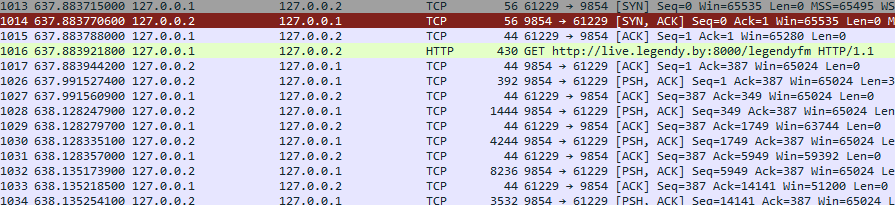 1013 637.883715000 127.0.0.1 127.0.0.2 TCP 56 61229 → 9854 [SYN] Seq=0 Win=65535 Len=0 MSS=65495 WS
1014 637.883770600 127.0.0.2 127.0.0.1 TCP 56 9854 → 61229 [SYN, ACK] Seq=0 Ack=1 Win=65535 Len=0 M
1015 637.883788000 127.0.0.1 127.0.0.2 TCP 44 61229 → 9854 [ACK] Seq=1 Ack=1 Win=65280 Len=0
1016 637.883921800 127.0.0.1 127.0.0.2 HTTP 430 GET http://live.legendy.by:8000/legendyfm HTTP/1.1
1017 637.883944200 127.0.0.2 127.0.0.1 TCP 44 9854 → 61229 [ACK] Seq=1 Ack=387 Win=65024 Len=0
1026 637.991527400 127.0.0.2 127.0.0.1 TCP 392 9854 → 61229 [PSH, ACK] Seq=1 Ack=387 Win=65024 Len=3
1027 637.991560900 127.0.0.1 127.0.0.2 TCP 44 61229 → 9854 [ACK] Seq=387 Ack=349 Win=65024 Len=0
1028 638.128247900 127.0.0.2 127.0.0.1 TCP 1444 9854 → 61229 [PSH, ACK] Seq=349 Ack=387 Win=65024 Len
1029 638.128279700 127.0.0.1 127.0.0.2 TCP 44 61229 → 9854 [ACK] Seq=387 Ack=1749 Win=63744 Len=0
1030 638.128335100 127.0.0.2 127.0.0.1 TCP 4244 9854 → 61229 [PSH, ACK] Seq=1749 Ack=387 Win=65024 Le
1031 638.128357000 127.0.0.1 127.0.0.2 TCP 44 61229 → 9854 [ACK] Seq=387 Ack=5949 Win=59392 Len=0
1032 638.135173900 127.0.0.2 127.0.0.1 TCP 8236 9854 → 61229 [PSH, ACK] Seq=5949 Ack=387 Win=65024 Le
1033 638.135218500 127.0.0.1 127.0.0.2 TCP 44 61229 → 9854 [ACK] Seq=387 Ack=14141 Win=51200 Len=0
1034 638.135254100 127.0.0.2 127.0.0.1 TCP 3532 9854 → 61229 [PSH, ACK] Seq=14141 Ack=387 Win=65024 L